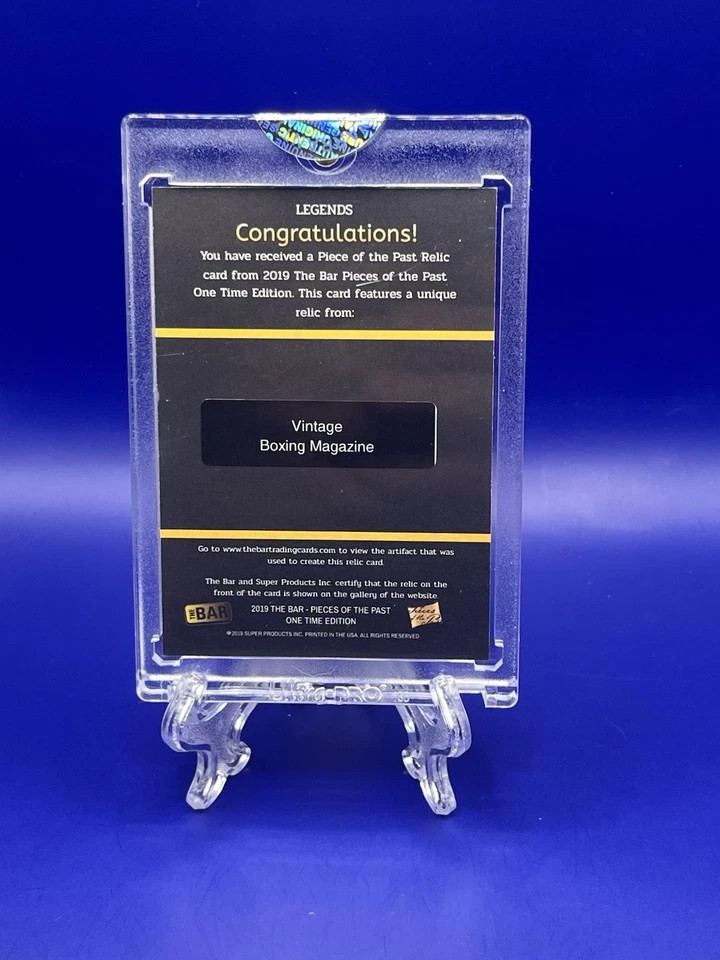 LEGENDS
Congratulations!
You have received a Piece of the Past Relic
card from 2019 The Bar Pieces of the Past
One Time Edition. This card features a unique
relic from:
Vintage
Boxing Magazine
Go to www.thebartradingcards.com to view the artifact that was
used to create this relic card.
The Bar and Super Products Inc. certify that the relic on the
front of the card is shown on the gallery of the website.
THE BAR
2019 THE BAR - PIECES OF THE PAST
ONE TIME EDITION
©2019 SUPER PRODUCTS INC. PRINTED IN THE USA. ALL RIGHTS RESERVED